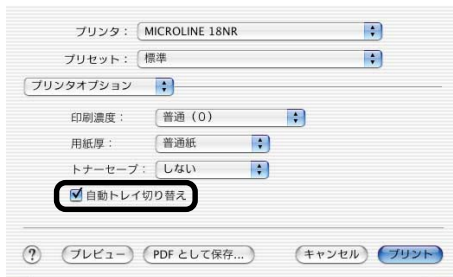 プリンタ： MICROLINE 18NR
プリセット： 標準
プリンタオプション
印刷濃度： 普通（0）
用紙厚： 普通紙
トナーセーブ： しない
自動トレイ切り替え
? プレビュー PDF として保存... キャンセル プリント